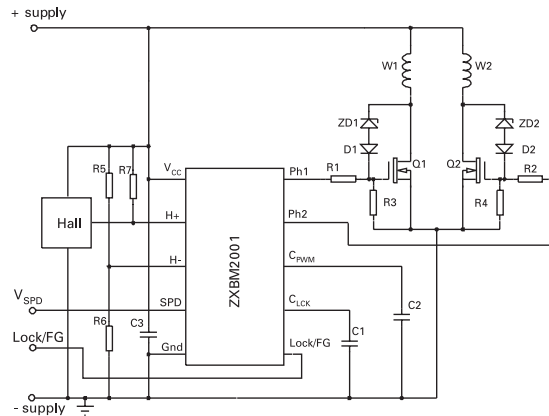 + supply
W1
W2
ZD1
ZD2
D1
D2
R5
R7
VCC
Ph1
R1
Q1
Q2
R2
R3
R4
Hall
H+
Ph2
ZXBM2001
H-
CPWM
VSPD
SPD
CLCK
C2
Lock/FG
R6
C3
C1
Gnd
Lock/FG
- supply